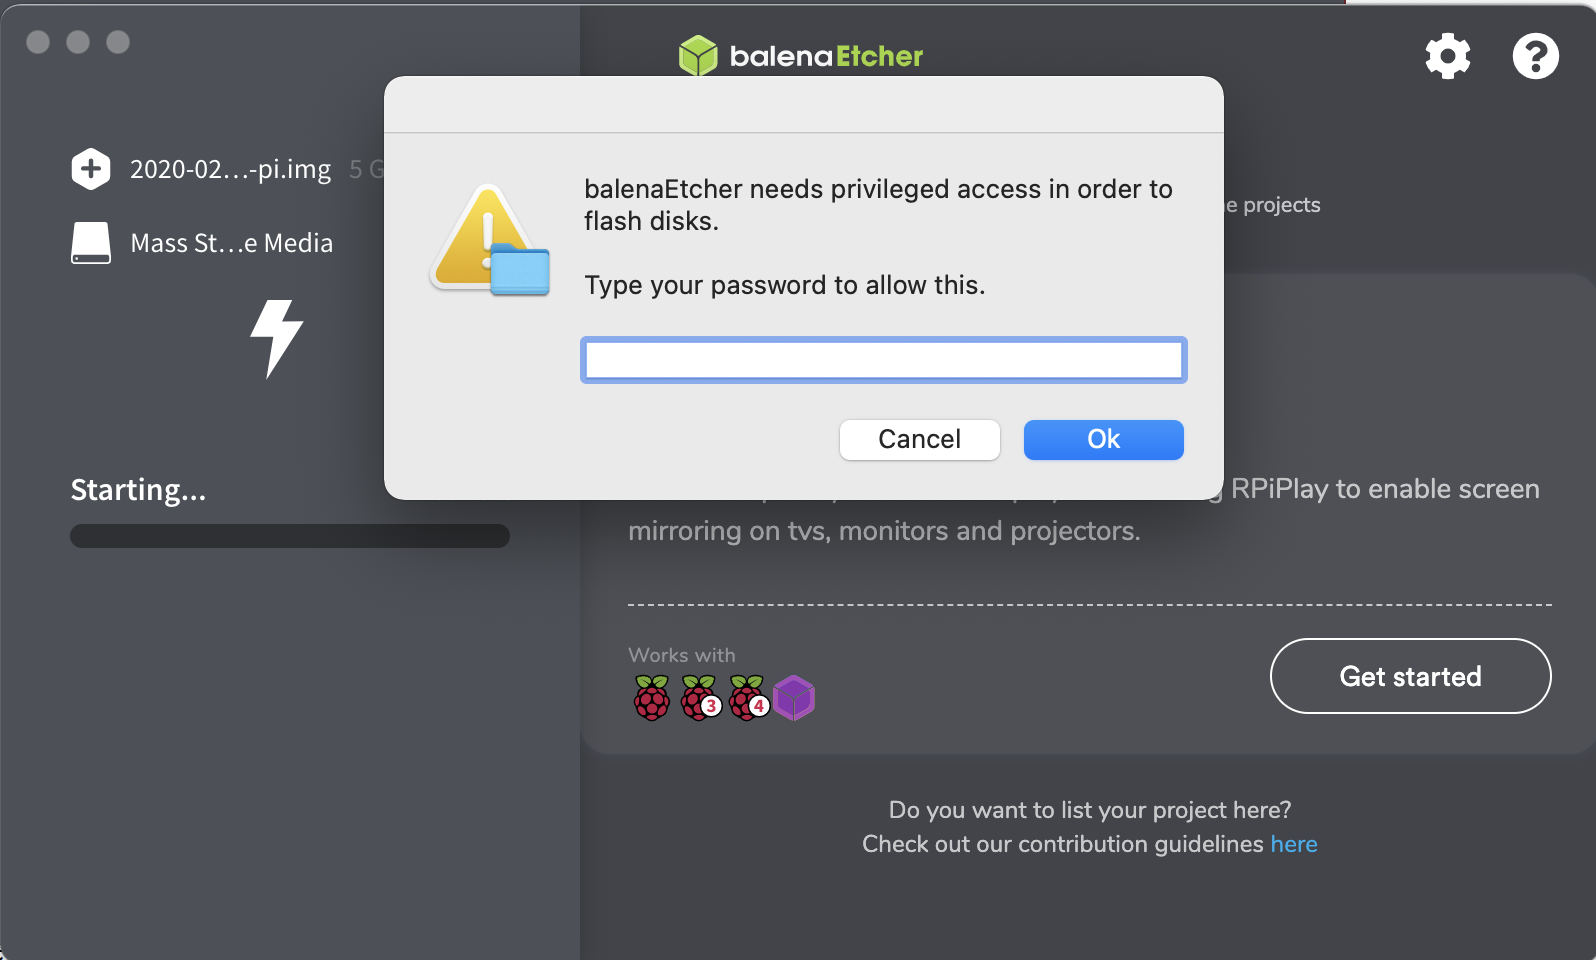 balenaEtcher
2020-02...-pi.img 5 G
Mass St...e Media
balenaEtcher needs privileged access in order to
flash disks.
Type your password to allow this.
Cancel
Ok
Starting...
projects
RPiPlay to enable screen
mirroring on tvs, monitors and projectors.
Works with
3
4
Get started
Do you want to list your project here?
Check out our contribution guidelines here